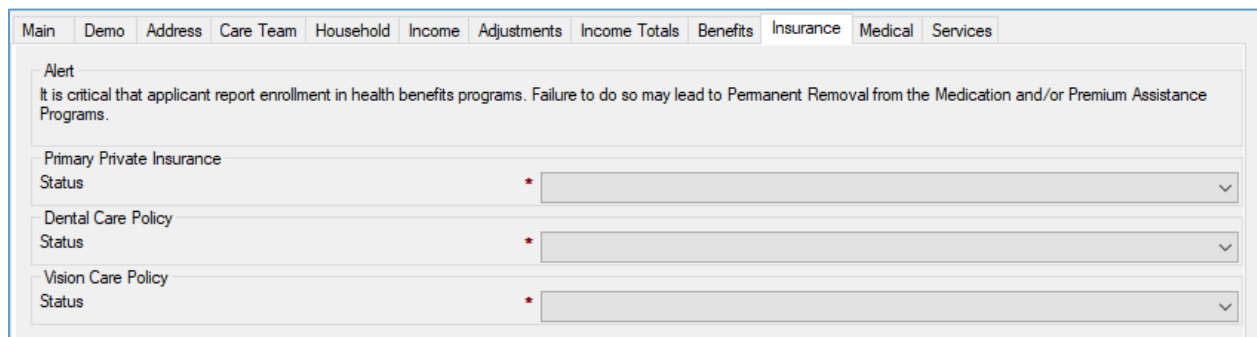 Main Demo Address Care Team Household Income Adjustments Income Totals Benefits Insurance Medical Services
Alert
It is critical that applicant report enrollment in health benefits programs. Failure to do so may lead to Permanent Removal from the Medication and/or Premium Assistance
Programs.
Primary Private Insurance
Status *
Dental Care Policy
Status *
Vision Care Policy
Status *